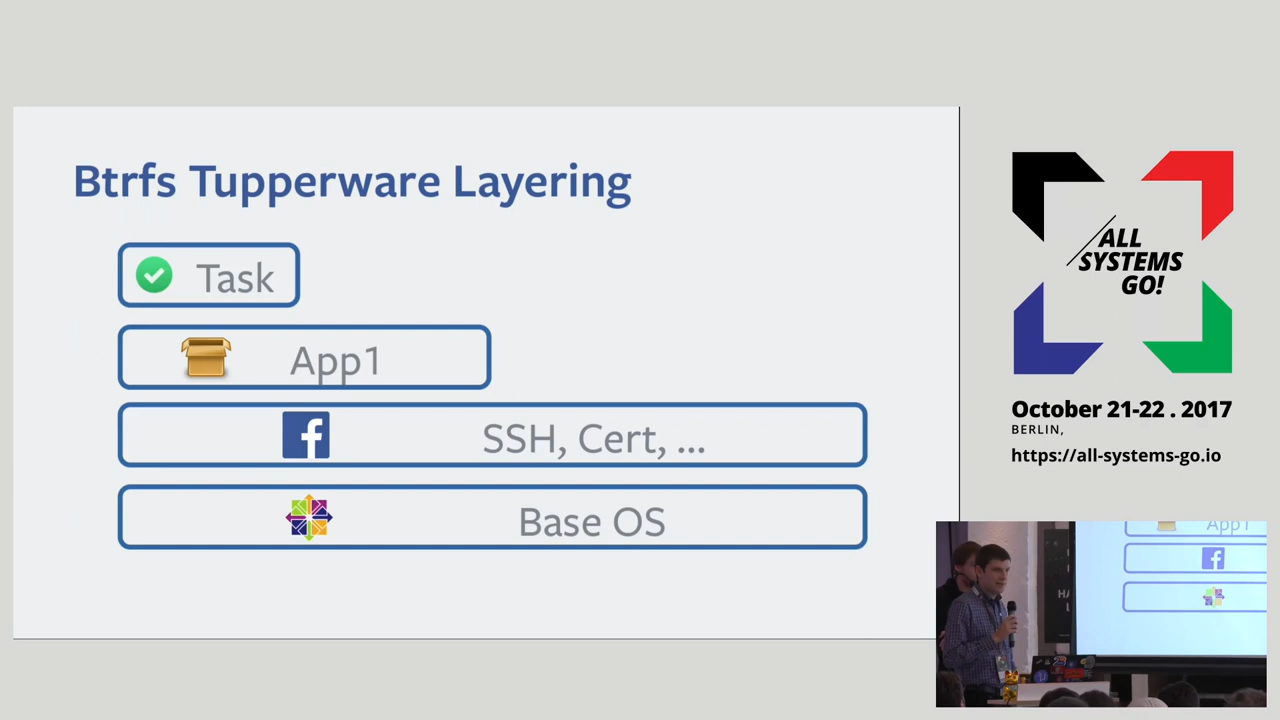 Btrfs Tupperware Layering
Task
App1
SSH, Cert, ...
Base OS
ALL
SYSTEMS
GO!
October 21-22 . 2017
BERLIN,
https://all-systems-go.io
App1